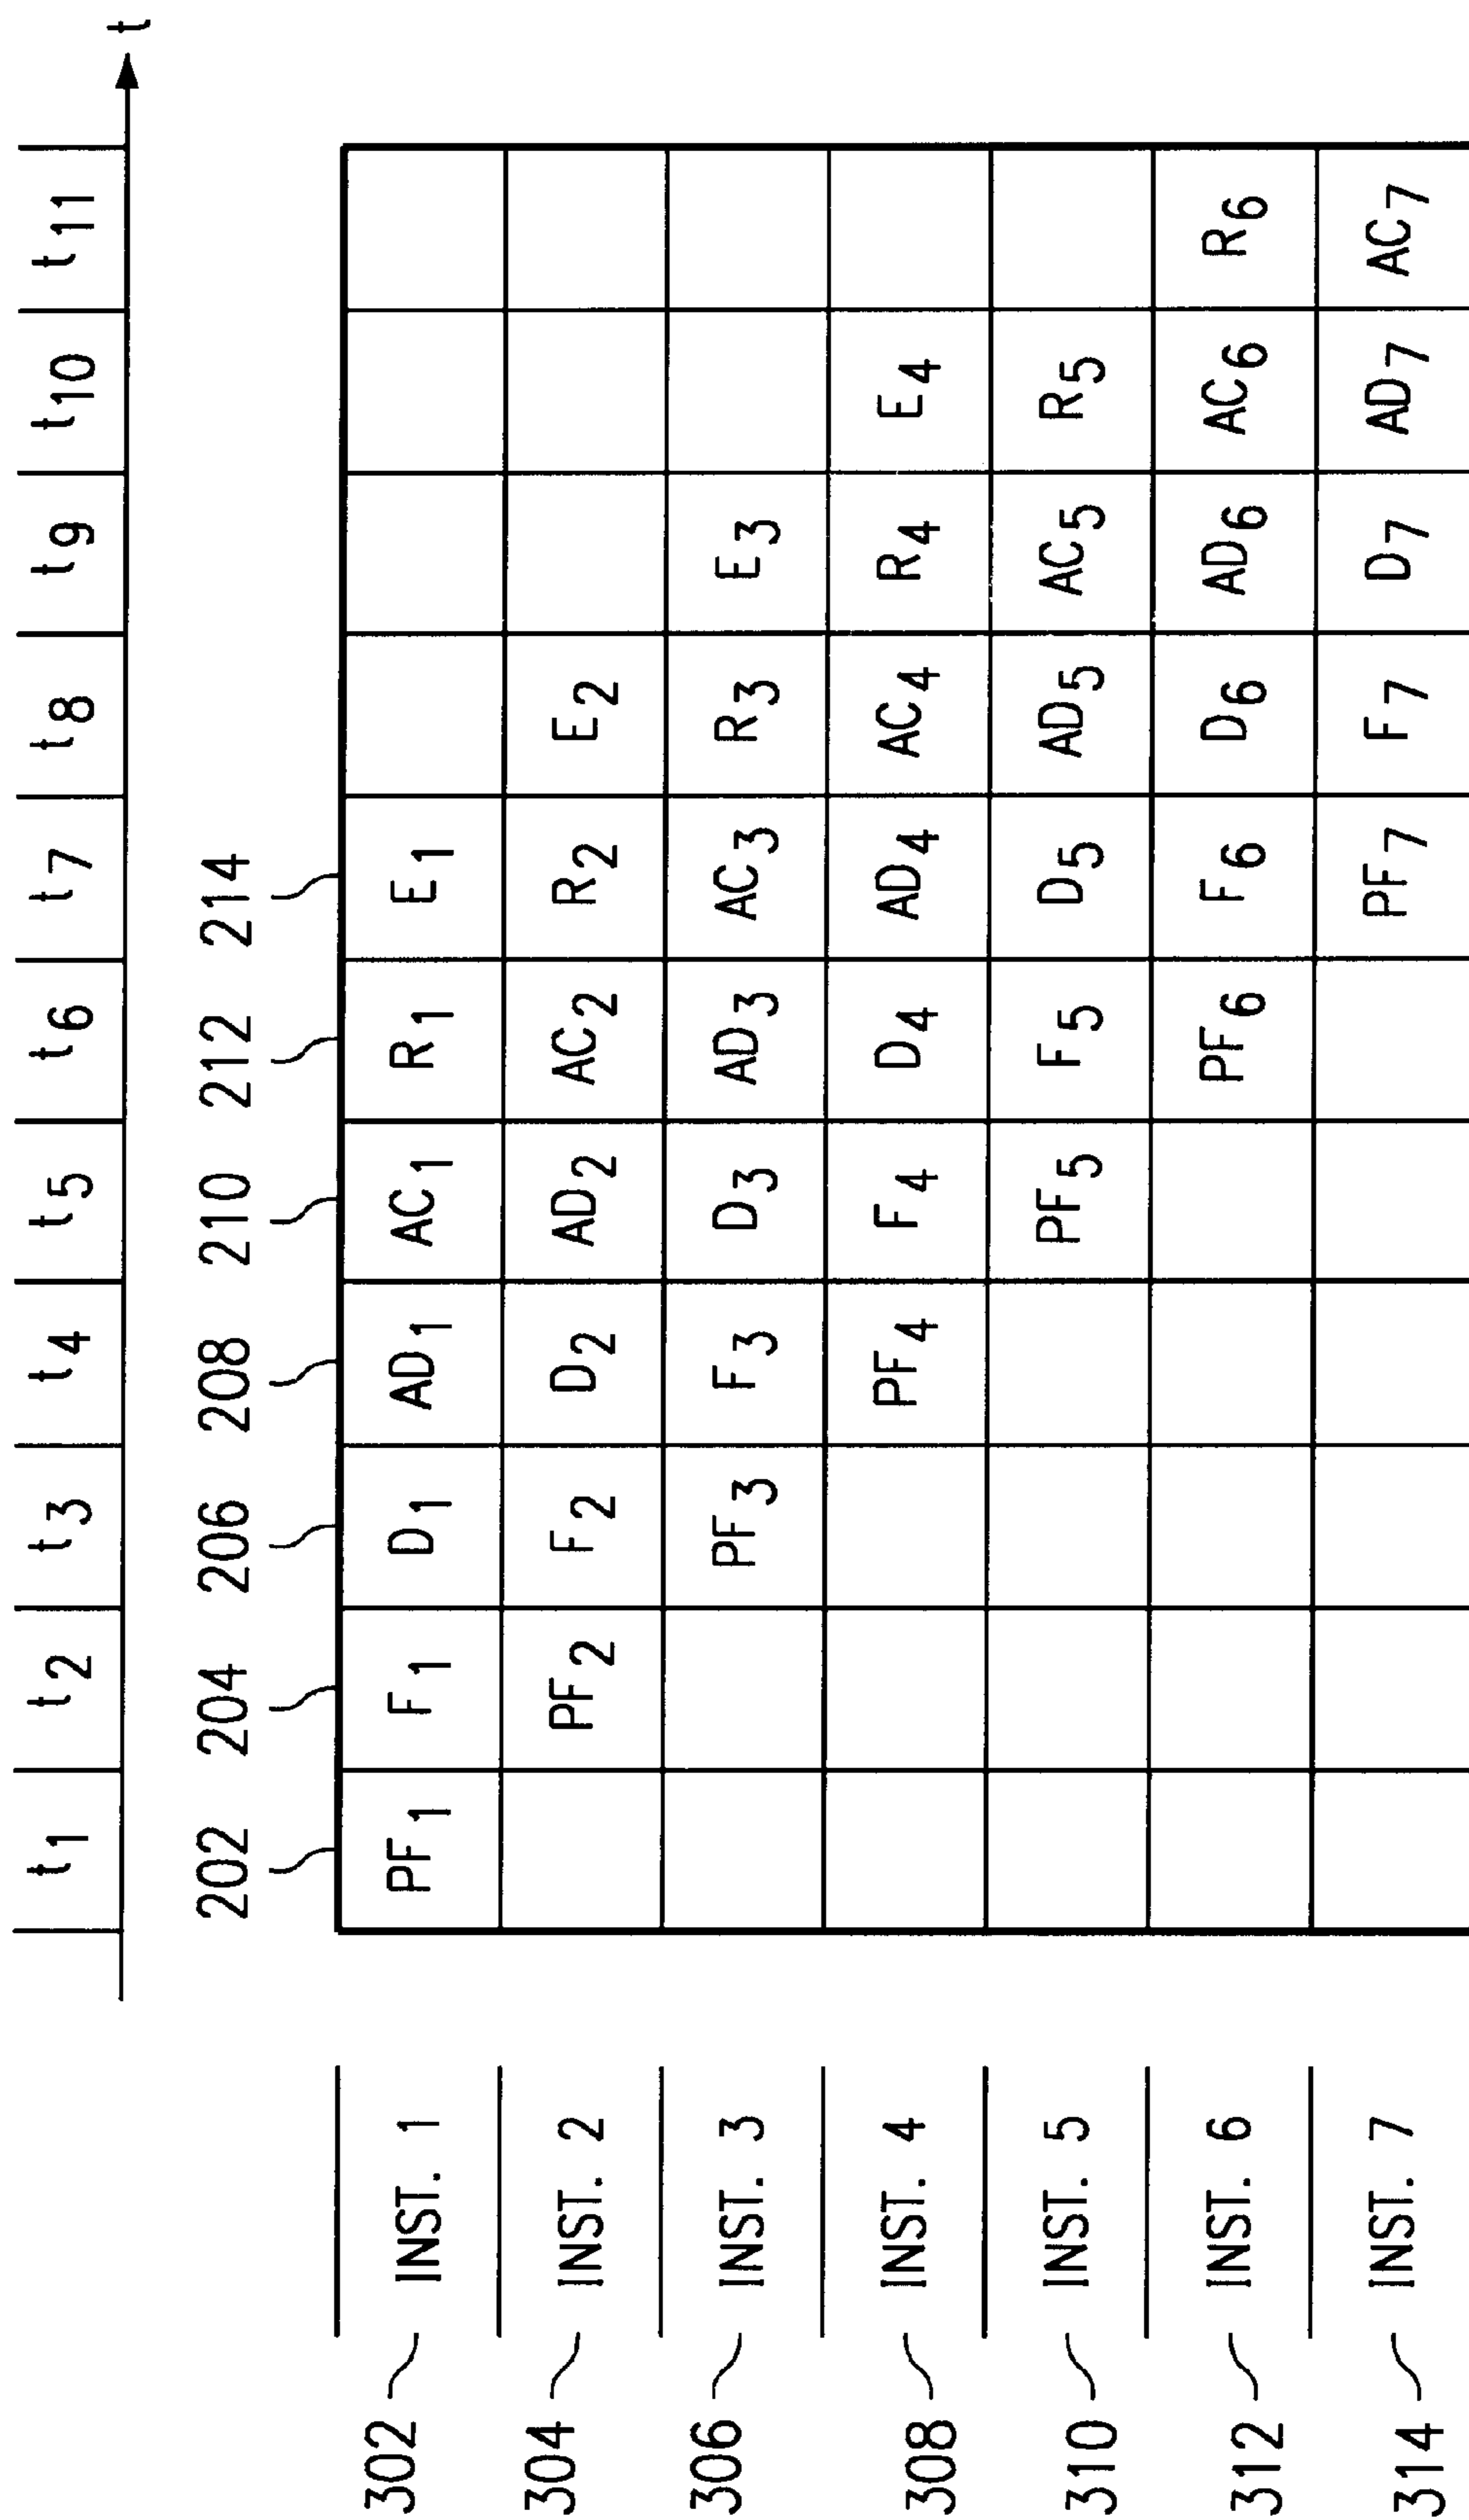 t1 t2 t3 t4 t5 t6 t7 t8 t9 t10 t11 t
202 204 206 208 210 212 214
302 INST. 1 PF1 F1 D1 AD1 AC1 R1 E1
304 INST. 2 PF2 F2 D2 AD2 AC2 R2 E2
306 INST. 3 PF3 F3 D3 AD3 AC3 R3 E3
308 INST. 4 PF4 F4 D4 AD4 AC4 R4 E4
310 INST. 5 PF5 F5 D5 AD5 AC5 R5
312 INST. 6 PF6 F6 D6 AD6 AC6 R6
314 INST. 7 PF7 F7 D7 AD7 AC7